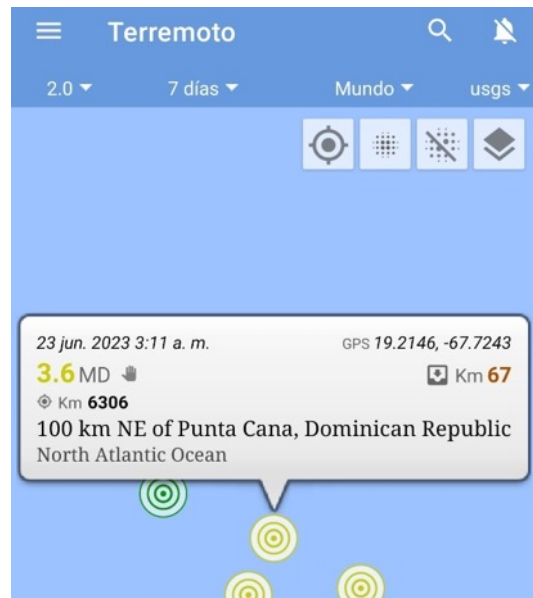 Terremoto
2.0 7 días Mundo usgs
23 jun. 2023 3:11 a. m. GPS 19.2146, -67.7243
3.6 MD Km 67
Km 6306
100 km NE of Punta Cana, Dominican Republic
North Atlantic Ocean